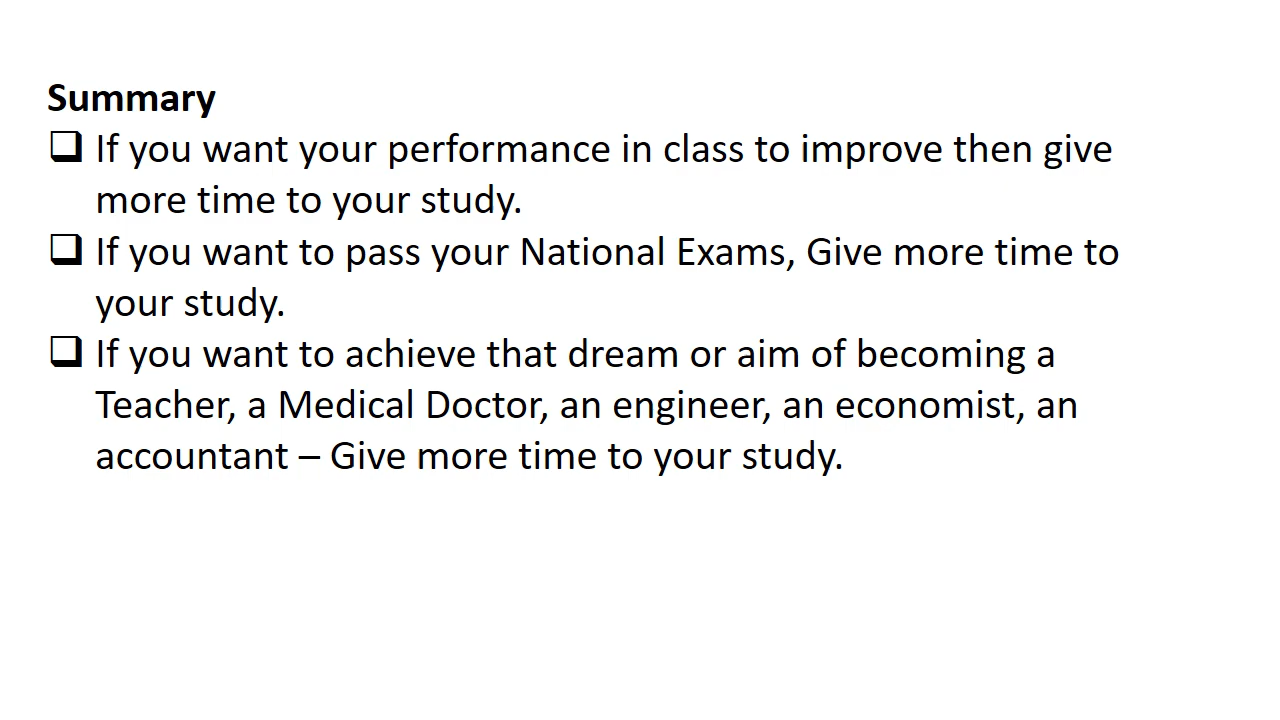 Summary
❑ If you want your performance in class to improve then give
more time to your study.
❑ If you want to pass your National Exams, Give more time to
your study.
❑ If you want to achieve that dream or aim of becoming a
Teacher, a Medical Doctor, an engineer, an economist, an
accountant – Give more time to your study.